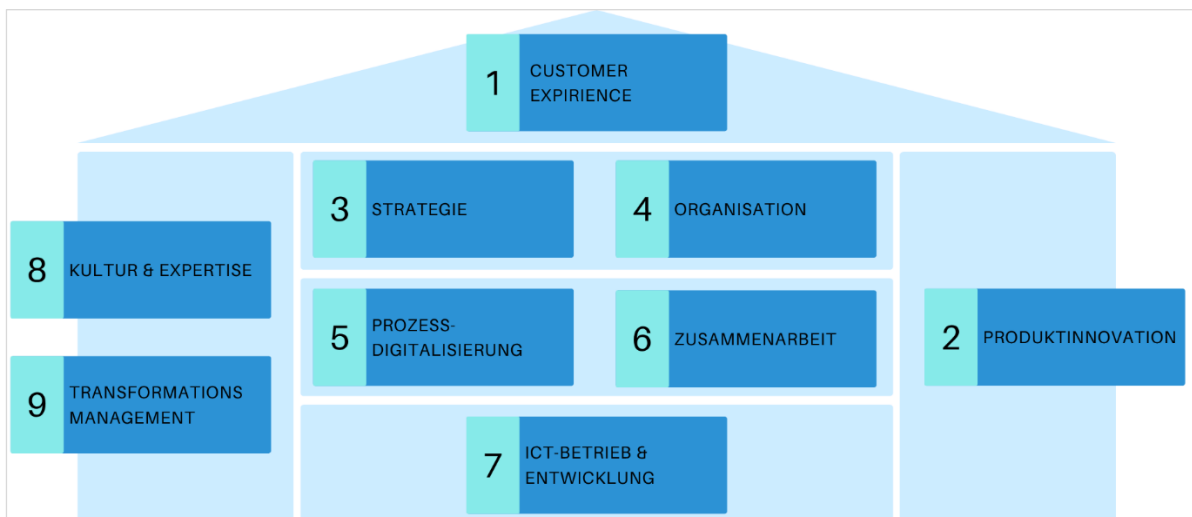 1
CUSTOMER
EXPIRIENCE
3
STRATEGIE
4
ORGANISATION
8
KULTUR & EXPERTISE
5
PROZESS-
DIGITALISIERUNG
6
ZUSAMMENARBEIT
2
PRODUKTINNOVATION
9
TRANSFORMATIONS
MANAGEMENT
7
ICT-BETRIEB &
ENTWICKLUNG